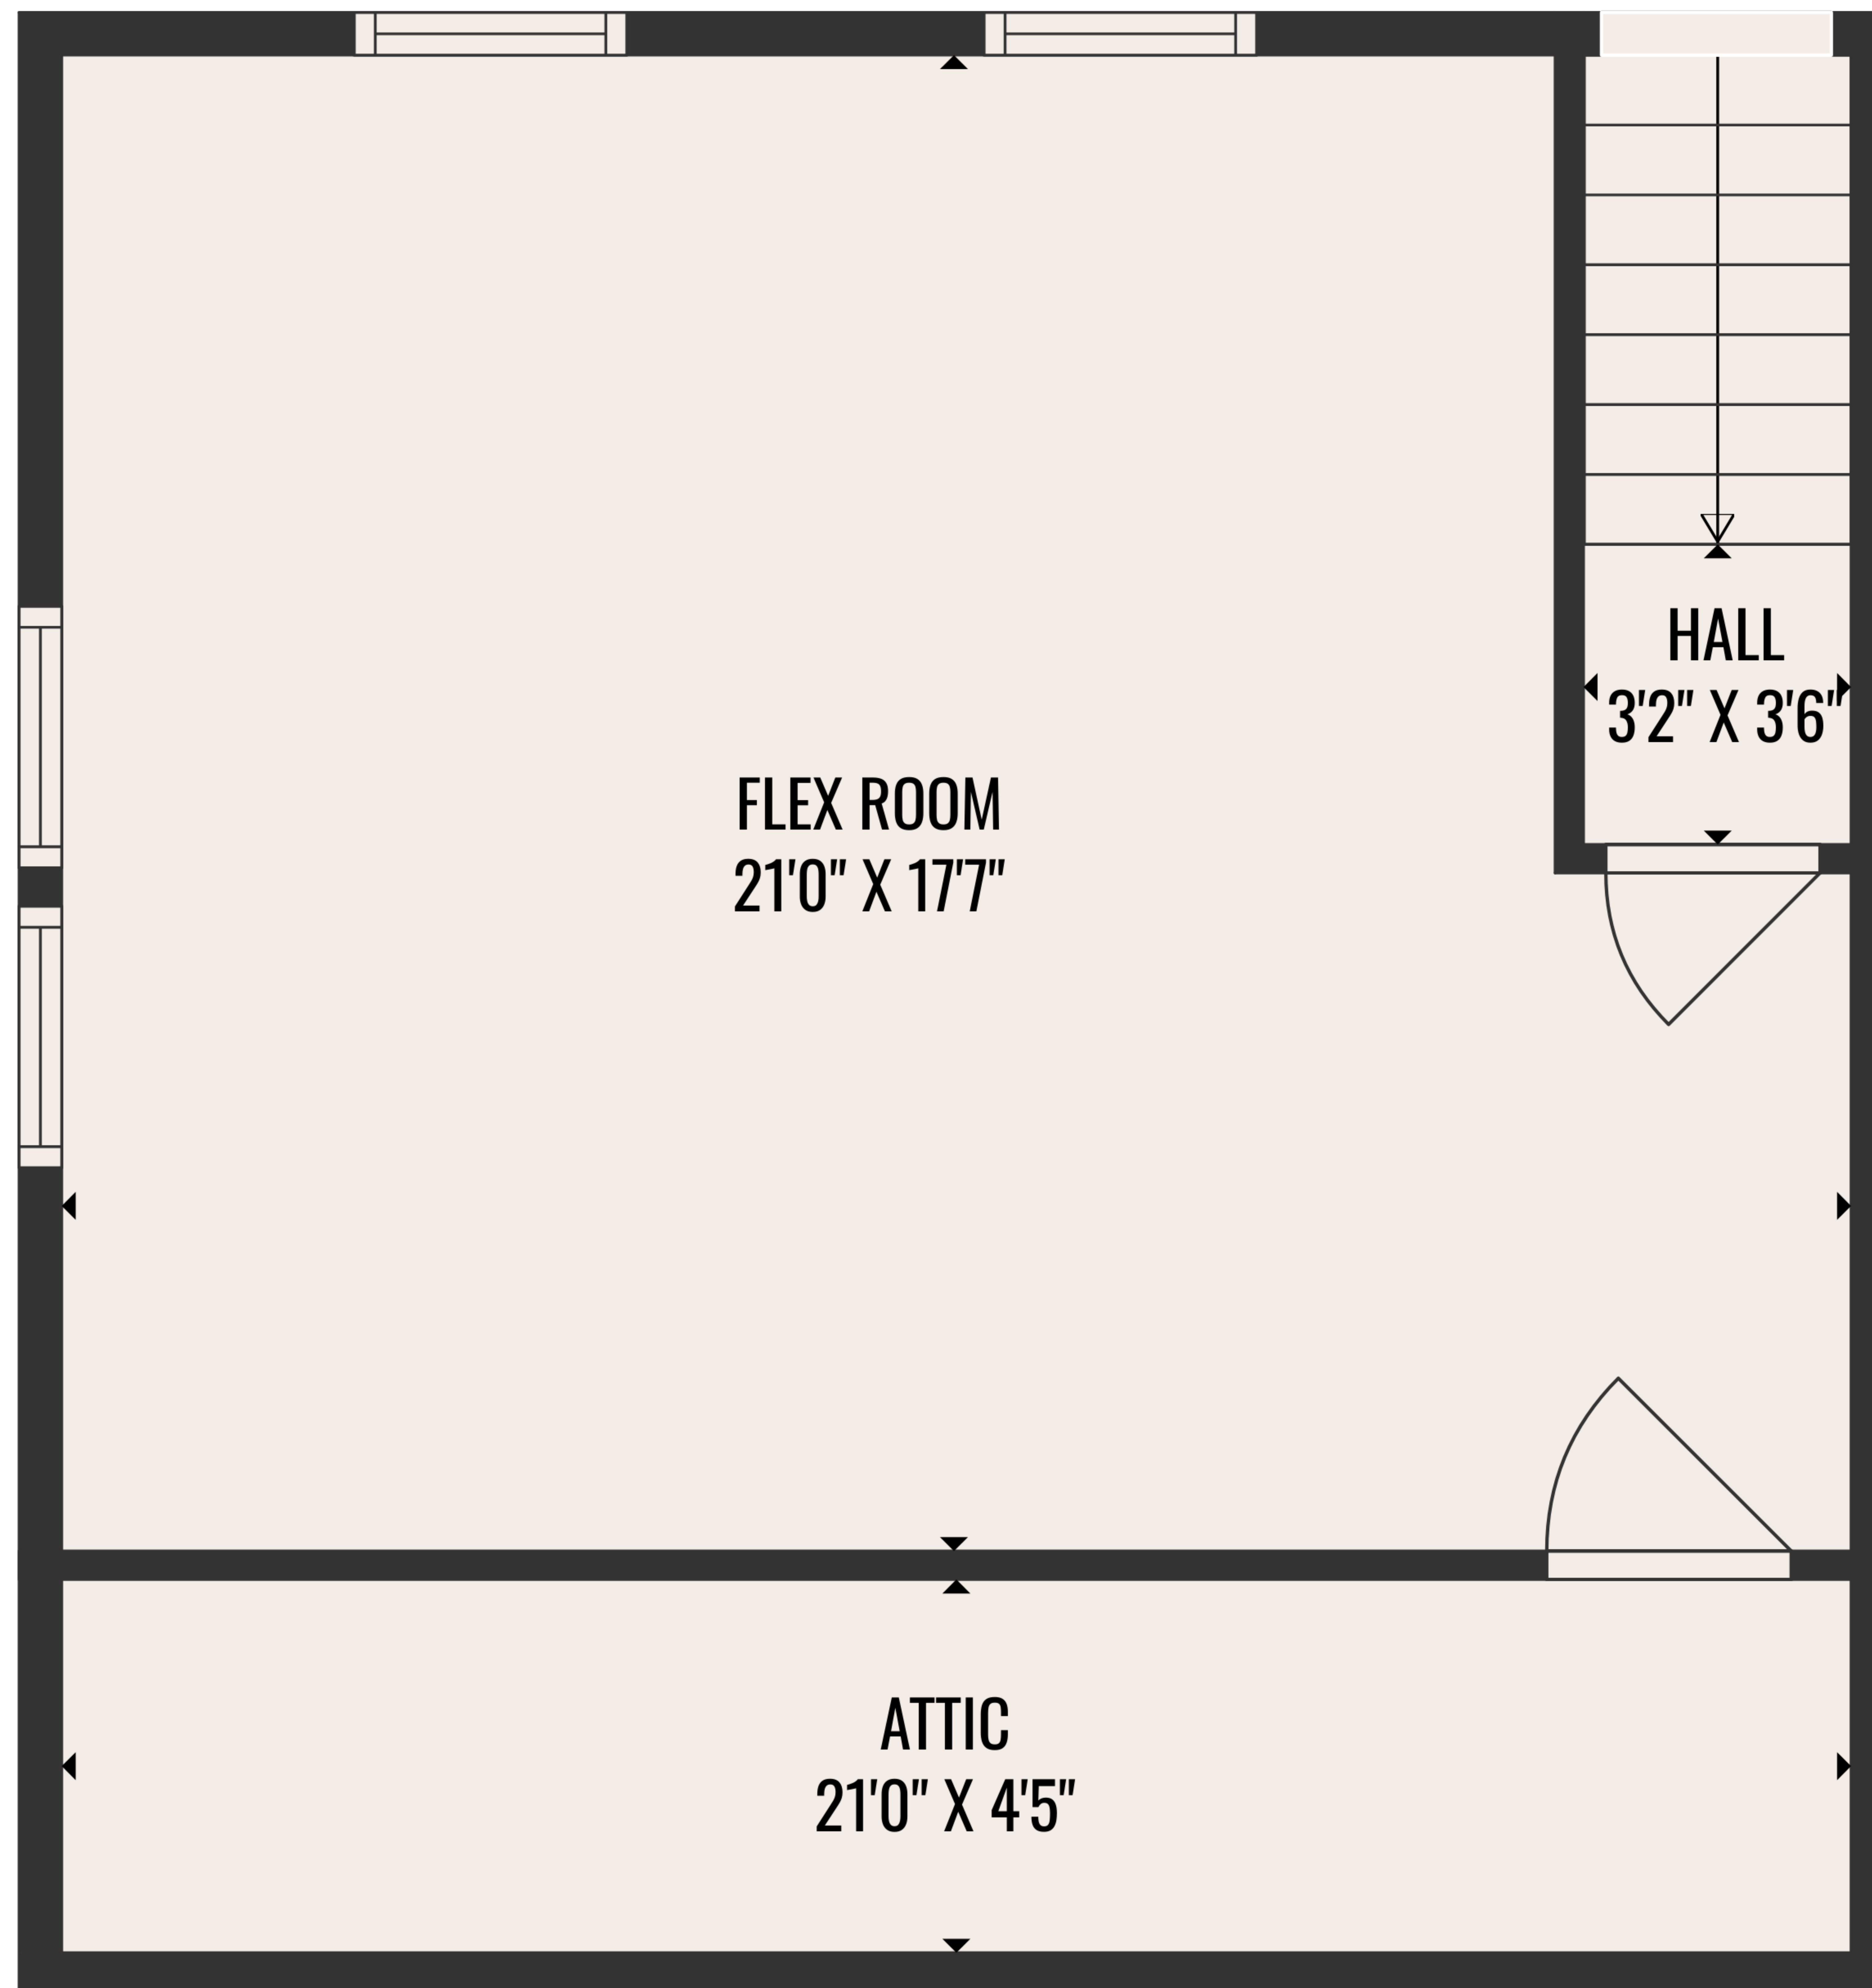 HALL
3'2" X 3'6"
FLEX ROOM
21'0" X 17'7"
ATTIC
21'0" X 4'5"